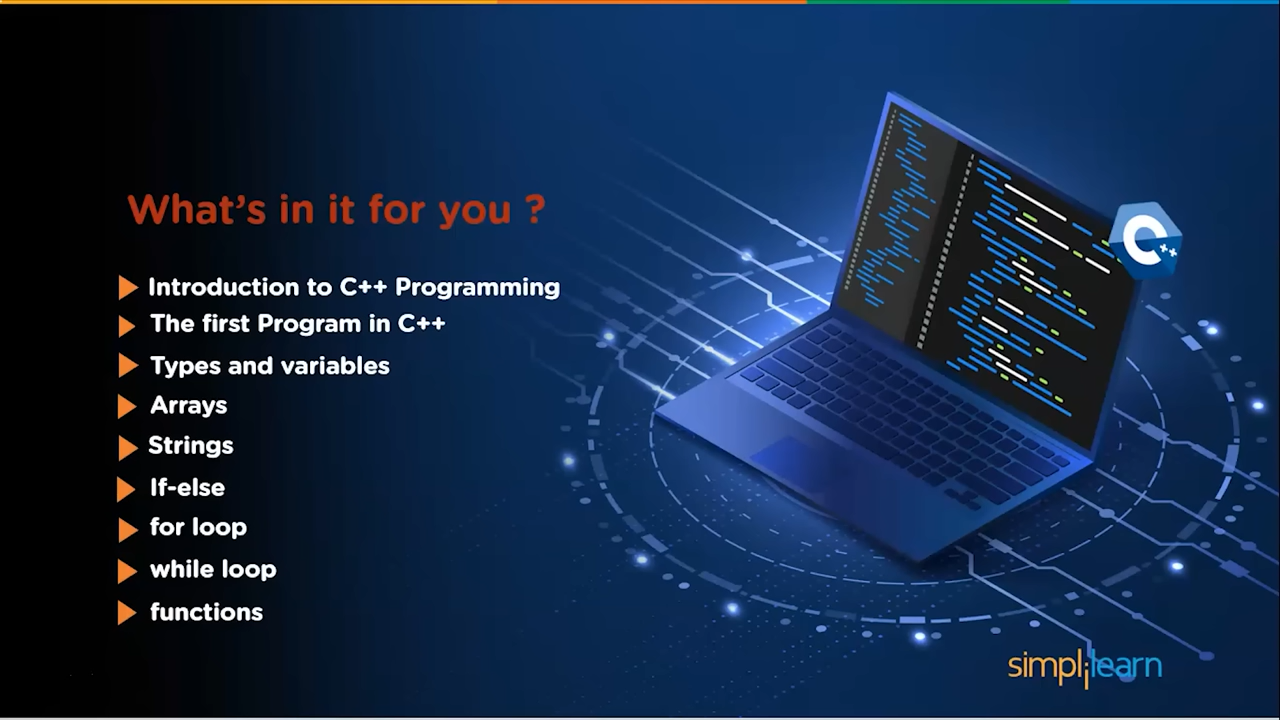 What's in it for you ?
Introduction to C++ Programming
The first Program in C++
Types and variables
Arrays
Strings
If-else
for loop
while loop
functions
C++
simplilearn